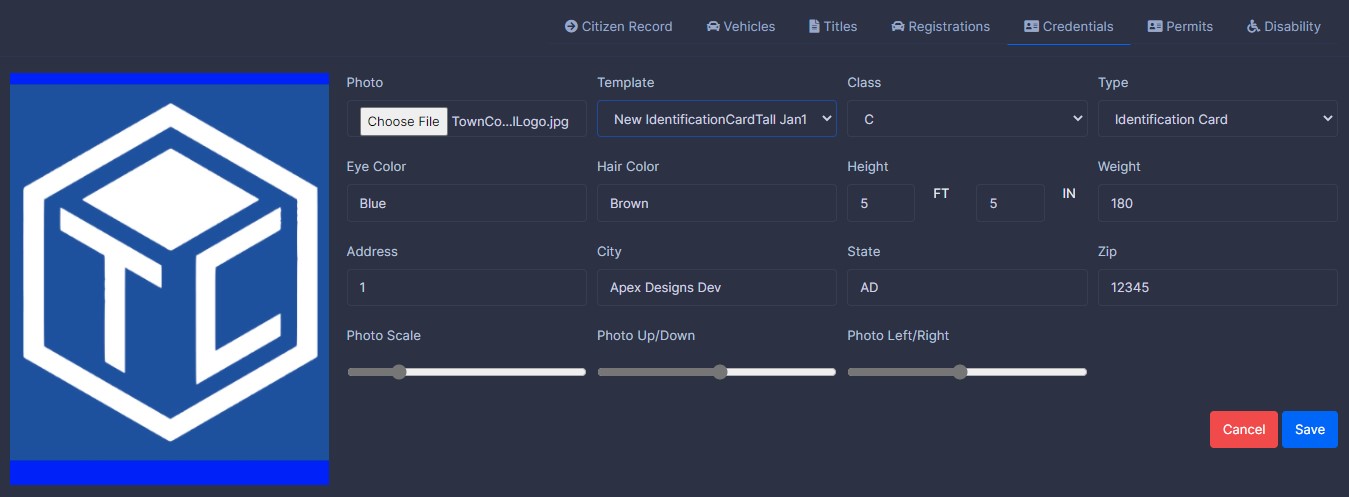 Citizen Record Vehicles Titles Registrations Credentials Permits Disability
Photo Template Class Type
Choose File TownCo...lLogo.jpg New IdentificationCardTall Jan1 C Identification Card
Eye Color Hair Color Height Weight
Blue Brown 5 FT 5 IN 180
Address City State Zip
1 Apex Designs Dev AD 12345
Photo Scale Photo Up/Down Photo Left/Right
Cancel Save
TC